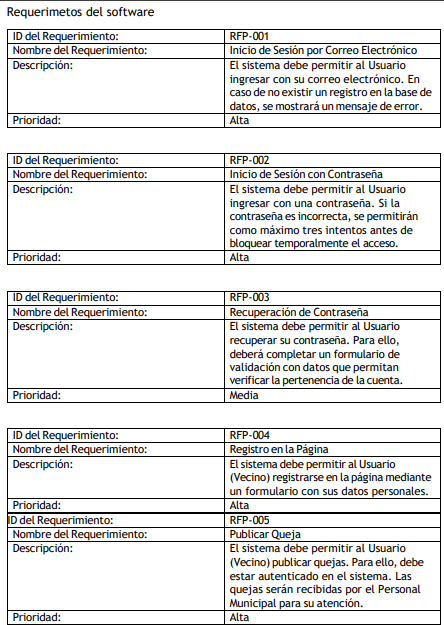 Requerimetos del software
ID del Requerimiento: RFP-001
Nombre del Requerimiento: Inicio de Sesión por Correo Electrónico
Descripción: El sistema debe permitir al Usuario
ingresar con su correo electrónico. En
caso de no existir un registro en la base de
datos, se mostrará un mensaje de error.
Prioridad: Alta
ID del Requerimiento: RFP-002
Nombre del Requerimiento: Inicio de Sesión con Contraseña
Descripción: El sistema debe permitir al Usuario
ingresar con una contraseña. Si la
contraseña es incorrecta, se permitirán
como máximo tres intentos antes de
bloquear temporalmente el acceso.
Prioridad: Alta
ID del Requerimiento: RFP-003
Nombre del Requerimiento: Recuperación de Contraseña
Descripción: El sistema debe permitir al Usuario
recuperar su contraseña. Para ello,
deberá completar un formulario de
validación con datos que permitan
verificar la pertenencia de la cuenta.
Prioridad: Media
ID del Requerimiento: RFP-004
Nombre del Requerimiento: Registro en la Página
Descripción: El sistema debe permitir al Usuario
(Vecino) registrarse en la página mediante
un formulario con sus datos personales.
Prioridad: Alta
ID del Requerimiento: RFP-005
Nombre del Requerimiento: Publicar Queja
Descripción: El sistema debe permitir al Usuario
(Vecino) publicar quejas. Para ello, debe
estar autenticado en el sistema. Las
quejas serán recibidas por el Personal
Municipal para su atención.
Prioridad: Alta